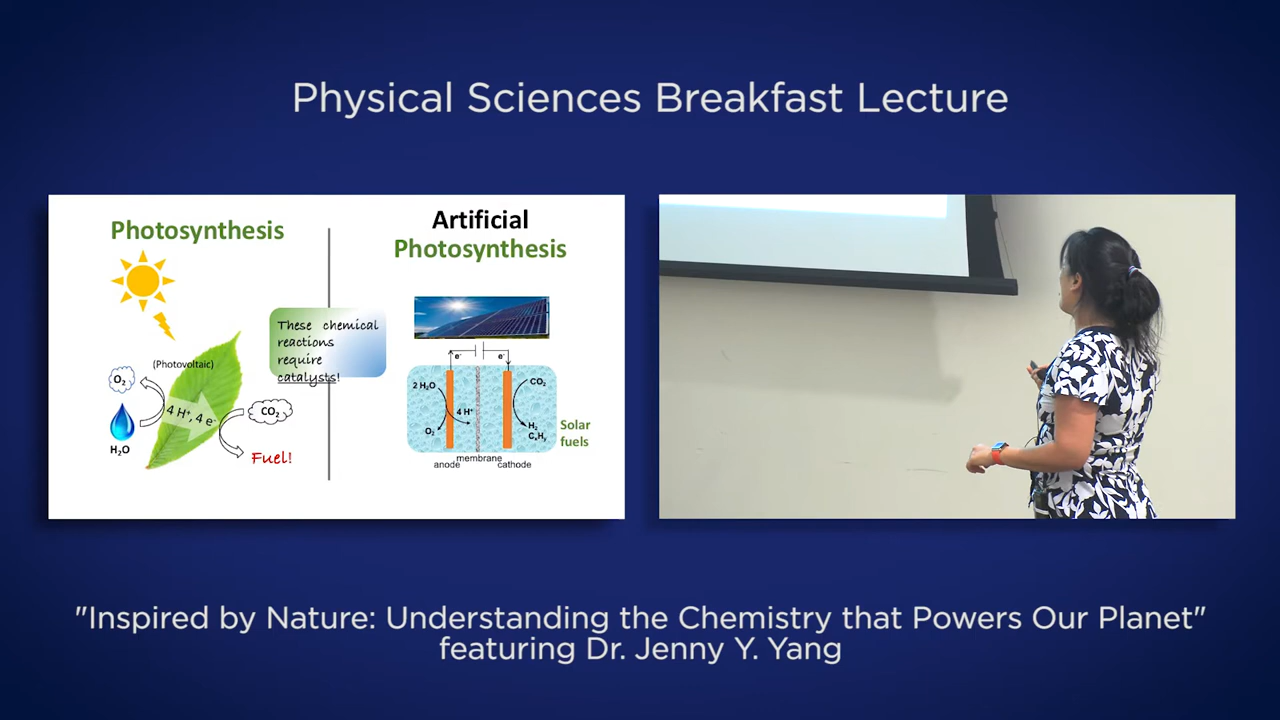 Physical Sciences Breakfast Lecture
Photosynthesis
(Photovoltaic)
O2
H2O
4 H+, 4 e-
CO2
Fuel!
These chemical
reactions
require
catalysts!
Artificial
Photosynthesis
e-
e-
2 H2O
4 H+
O2
CO2
H2
CxHy
anode
membrane
cathode
Solar
fuels
"Inspired by Nature: Understanding the Chemistry that Powers Our Planet"
featuring Dr. Jenny Y. Yang